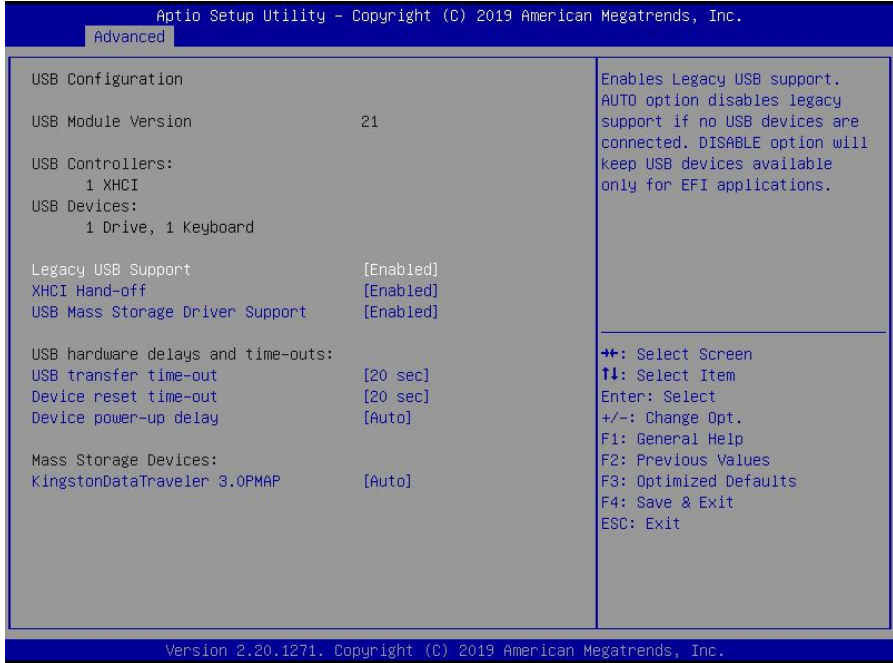 Aptio Setup Utility – Copyright (C) 2019 American Megatrends, Inc.
Advanced
USB Configuration
USB Module Version 21
USB Controllers:
1 XHCI
USB Devices:
1 Drive, 1 Keyboard
Legacy USB Support [Enabled]
XHCI Hand-off [Enabled]
USB Mass Storage Driver Support [Enabled]
USB hardware delays and time-outs:
USB transfer time-out [20 sec]
Device reset time-out [20 sec]
Device power-up delay [Auto]
Mass Storage Devices:
KingstonDataTraveler 3.0PMAP [Auto]
Enables Legacy USB support.
AUTO option disables legacy
support if no USB devices are
connected. DISABLE option will
keep USB devices available
only for EFI applications.
→←: Select Screen
↑↓: Select Item
Enter: Select
+/-: Change Opt.
F1: General Help
F2: Previous Values
F3: Optimized Defaults
F4: Save & Exit
ESC: Exit
Version 2.20.1271. Copyright (C) 2019 American Megatrends, Inc.